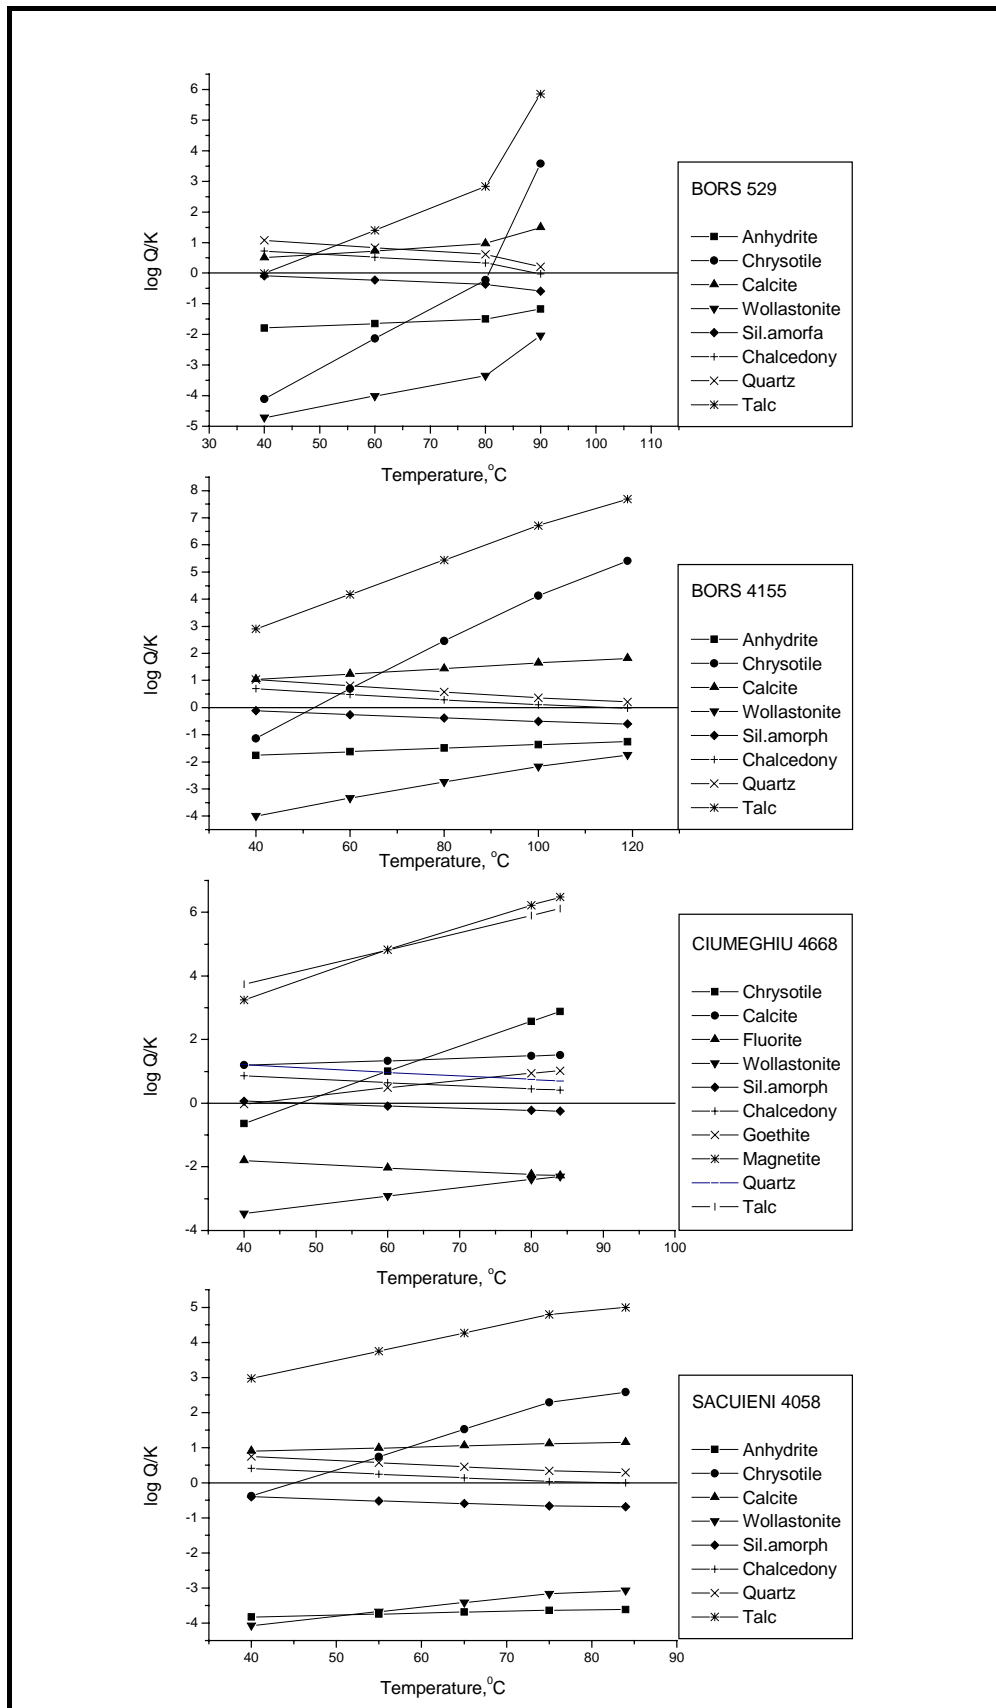 6
5
4
3
2
1
0
-1
-2
-3
-4
-5
log Q/K
30 40 50 60 70 80 90 100 110
Temperature,°C
BORS 529
Anhydrite
Chrysotile
Calcite
Wollastonite
Sil.amorfa
Chalcedony
Quartz
Talc
8
7
6
5
4
3
2
1
0
-1
-2
-3
-4
log Q/K
40 60 80 100 120
Temperature, °C
BORS 4155
Anhydrite
Chrysotile
Calcite
Wollastonite
Sil.amorph
Chalcedony
Quartz
Talc
6
4
2
0
-2
-4
log Q/K
40 50 60 70 80 90 100
Temperature, °C
CIUMEGHIU 4668
Chrysotile
Calcite
Fluorite
Wollastonite
Sil.amorph
Chalcedony
Goethite
Magnetite
Quartz
Talc
5
4
3
2
1
0
-1
-2
-3
-4
log Q/K
40 50 60 70 80 90
Temperature,°C
SACUIENI 4058
Anhydrite
Chrysotile
Calcite
Wollastonite
Sil.amorph
Chalcedony
Quartz
Talc